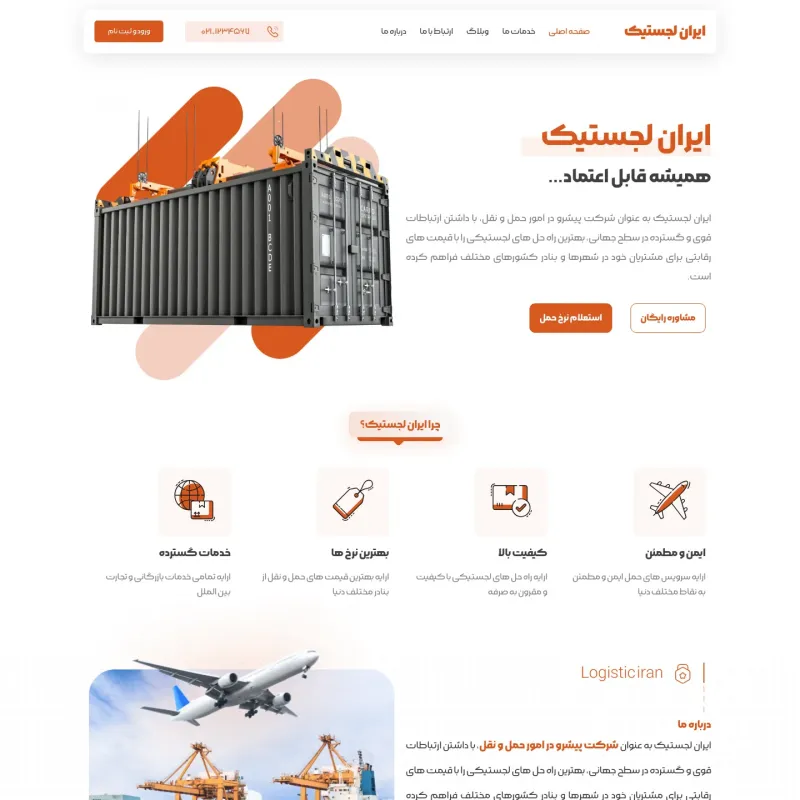 ایران لجستیک
صفحه اصلی
خدمات ما
وبلاگ
ارتباط با ما
درباره ما
۰۲۱.۱۲۳۴۵۶۷
ورود و ثبت نام
ایران لجستیک
همیشه قابل اعتماد...
ایران لجستیک به عنوان شرکت پیشرو در امور حمل و نقل، با داشتن ارتباطات
قوی و گسترده در سطح جهانی، بهترین راه حل های لجستیکی را با قیمت های
رقابتی برای مشتریان خود در شهرها و بنادر کشورهای مختلف فراهم کرده
است.
مشاوره رایگان
استعلام نرخ حمل
A001 BCDE
چرا ایران لجستیک؟
ایمن و مطمئن
ارایه سرویس های حمل ایمن و مطمئن
به نقاط مختلف دنیا
کیفیت بالا
ارایه راه حل های لجستیکی با کیفیت
و مقرون به صرفه
بهترین نرخ ها
ارایه بهترین قیمت های حمل و نقل از
بنادر مختلف دنیا
خدمات گسترده
ارایه تمامی خدمات بازرگانی و تجارت
بین الملل
Logisticiran
درباره ما
ایران لجستیک به عنوان شرکت پیشرو در امور حمل و نقل، با داشتن ارتباطات
قوی و گسترده در سطح جهانی، بهترین راه حل های لجستیکی را با قیمت های
رقابتی برای مشتریان خود در شهرها و بنادر کشورهای مختلف فراهم کرده